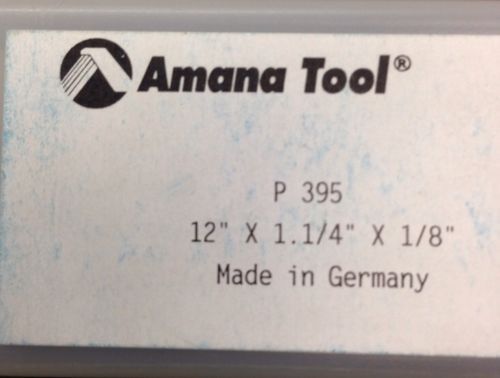 Amana Tool®
P 395
12" X 1.1/4" X 1/8"
Made in Germany